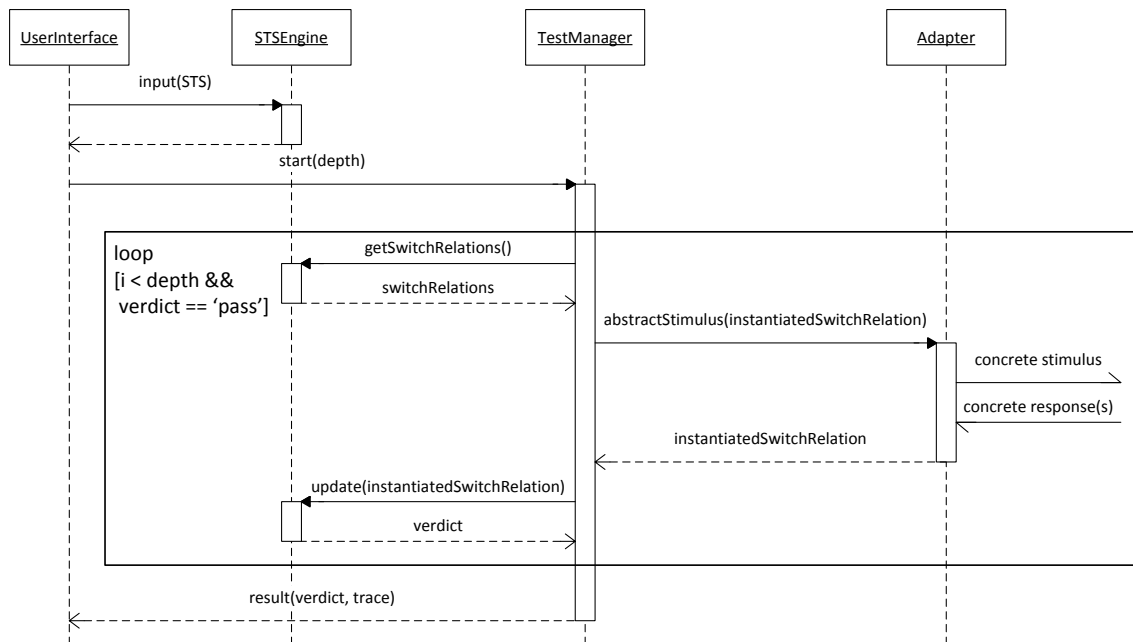 UserInterface
STSEngine
TestManager
Adapter
input(STS)
start(depth)
loop
[i < depth &&
verdict == ‘pass’]
getSwitchRelations()
switchRelations
abstractStimulus(instantiatedSwitchRelation)
concrete stimulus
concrete response(s)
instantiatedSwitchRelation
update(instantiatedSwitchRelation)
verdict
result(verdict, trace)